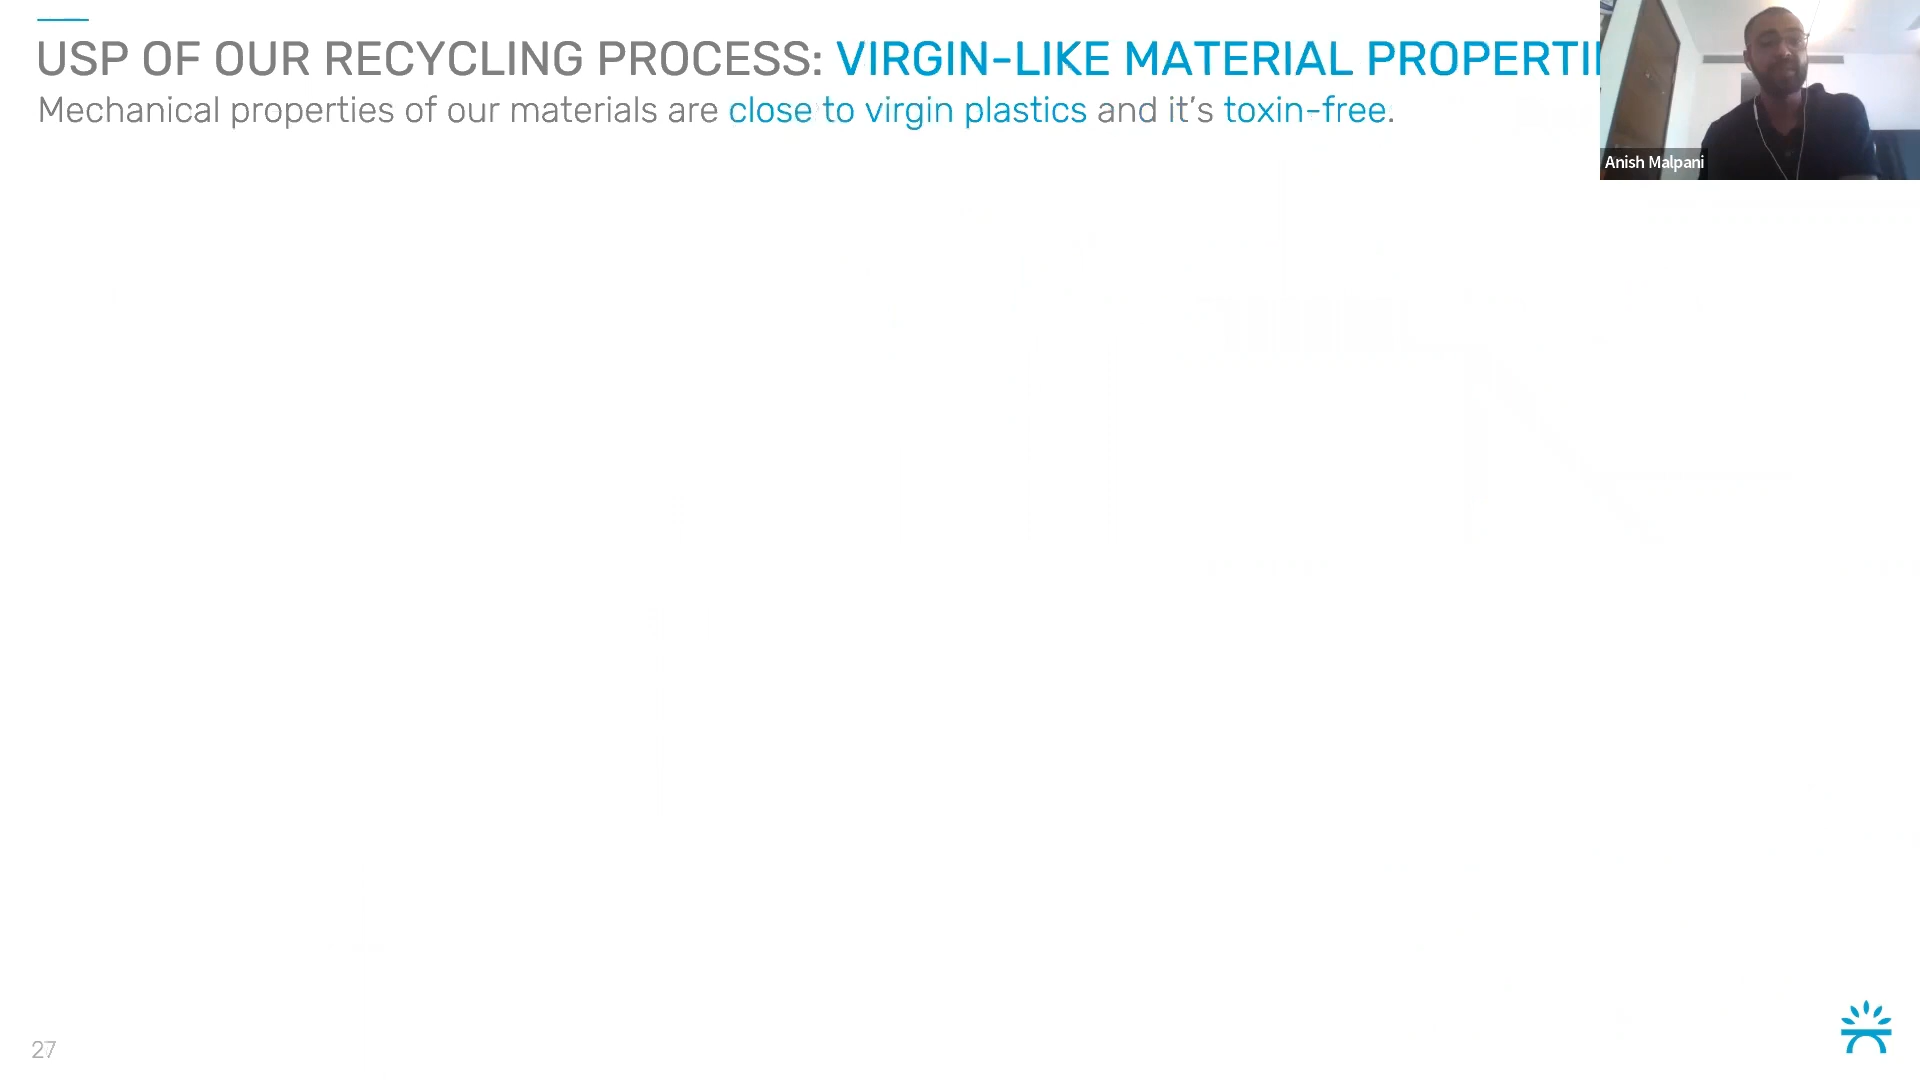 USP OF OUR RECYCLING PROCESS: VIRGIN-LIKE MATERIAL
Mechanical properties of our materials are close to virgin plastics and it’s toxin-free.
Anish Malpani
27